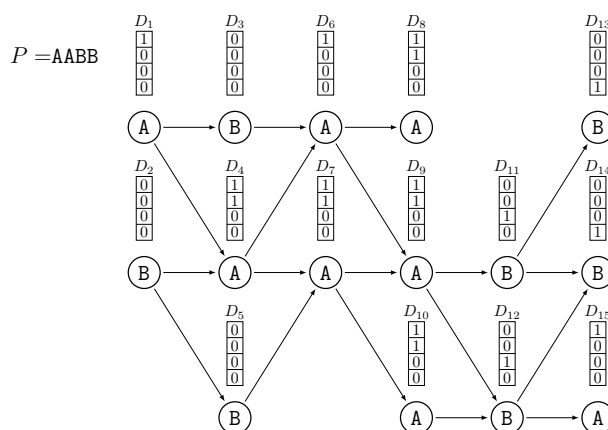 D1 D3 D6 D8 D13
1 0 1 1 0
P =AABB
0 0 0 1 0
0 0 0 0 0
0 0 0 0 1
A B A A B
D2 D4 D7 D9 D11 D14
0 1 1 1 0 0
0 1 1 1 0 0
0 0 0 0 1 0
0 0 0 0 0 1
B A A A B B
D5 D10 D12 D15
0 1 0 1
0 1 0 0
0 0 1 0
0 0 0 0
B A B A